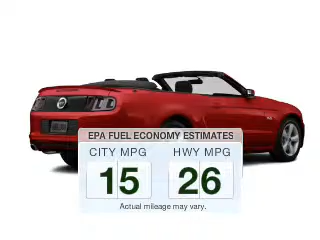 EPA FUEL ECONOMY ESTIMATES
CITY MPG HWY MPG
15 26
Actual mileage may vary.